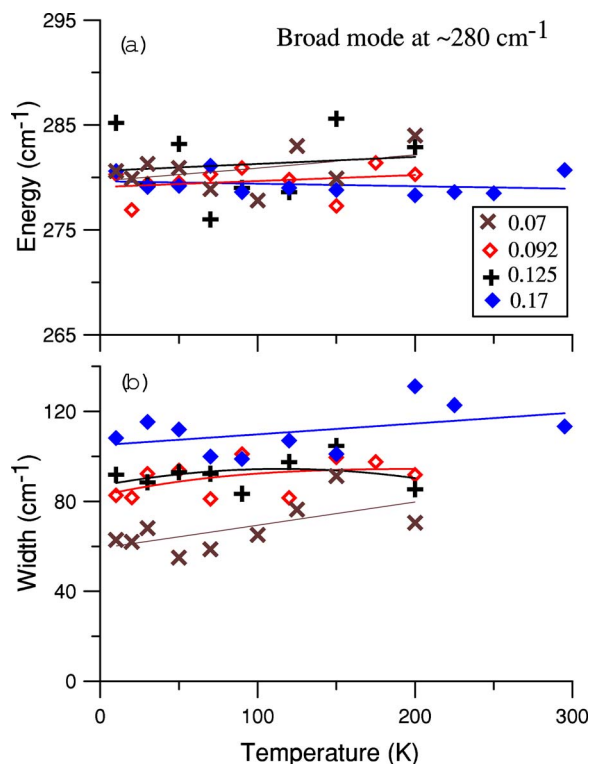 295
(a)
Broad mode at ~280 cm-1
285
Energy (cm-1)
275
0.07
0.092
0.125
0.17
265
(b)
120
80
Width (cm-1)
40
0
0
100
200
300
Temperature (K)